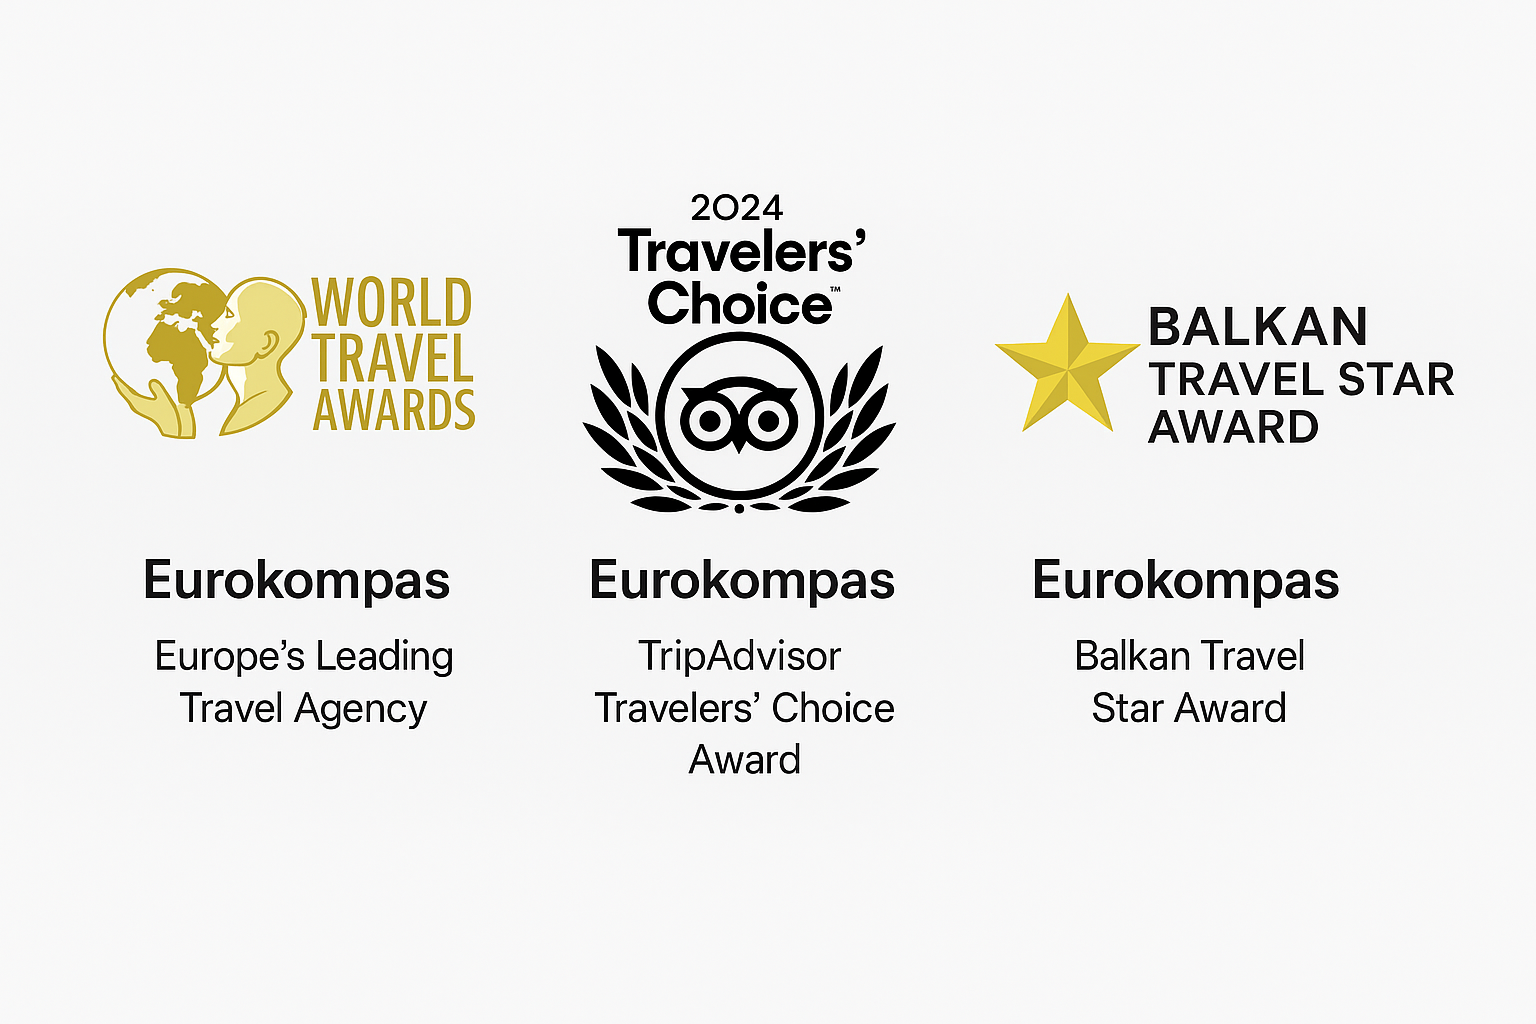 WORLD
TRAVEL
AWARDS
Eurokompas
Europe’s Leading
Travel Agency
2024
Travelers’
Choice™
Eurokompas
TripAdvisor
Travelers’ Choice
Award
BALKAN
TRAVEL STAR
AWARD
Eurokompas
Balkan Travel
Star Award